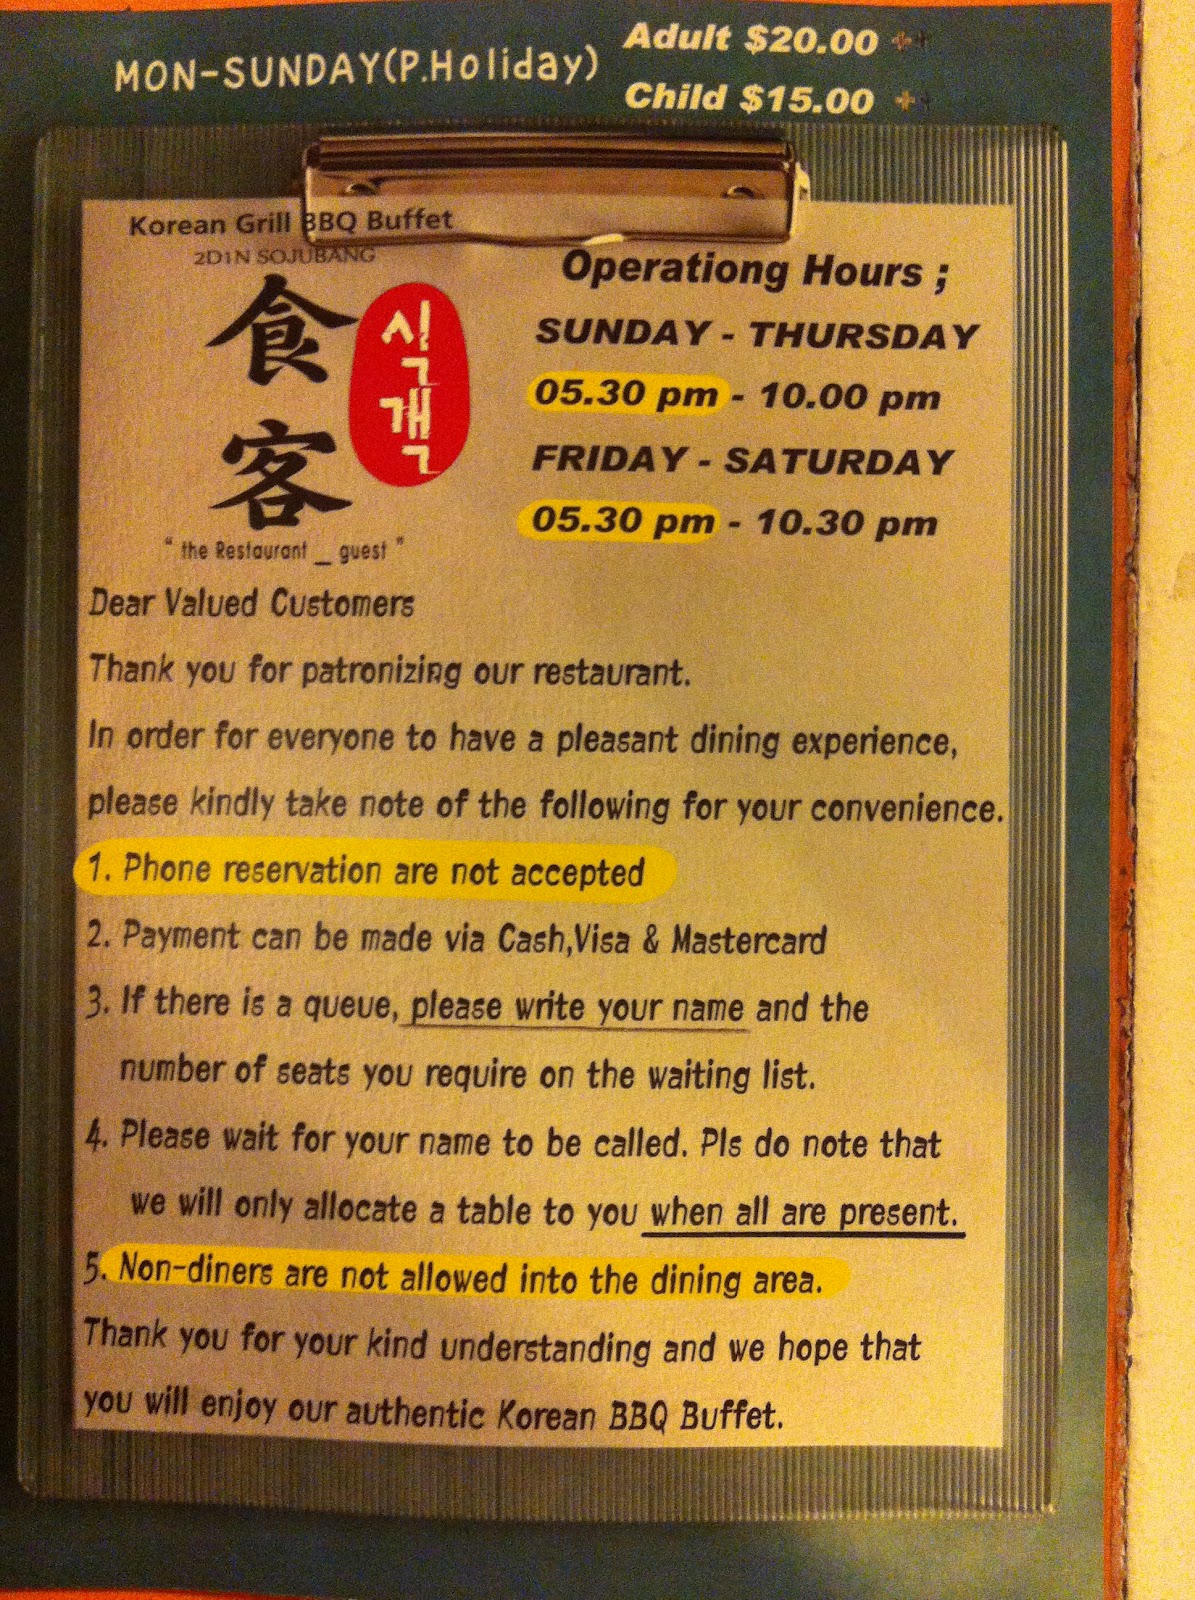 MON-SUNDAY(P.Holiday)
Adult $20.00 ++
Child $15.00 ++
Korean Grill BBQ Buffet
2D1N SOJUBANG
食客
식객
“ the Restaurant _ guest ”
Operationg Hours ;
SUNDAY - THURSDAY
05.30 pm - 10.00 pm
FRIDAY - SATURDAY
05.30 pm - 10.30 pm
Dear Valued Customers
Thank you for patronizing our restaurant.
In order for everyone to have a pleasant dining experience,
please kindly take note of the following for your convenience.
1. Phone reservation are not accepted
2. Payment can be made via Cash,Visa & Mastercard
3. If there is a queue, please write your name and the
number of seats you require on the waiting list.
4. Please wait for your name to be called. Pls do note that
we will only allocate a table to you when all are present.
5. Non-diners are not allowed into the dining area.
Thank you for your kind understanding and we hope that
you will enjoy our authentic Korean BBQ Buffet.